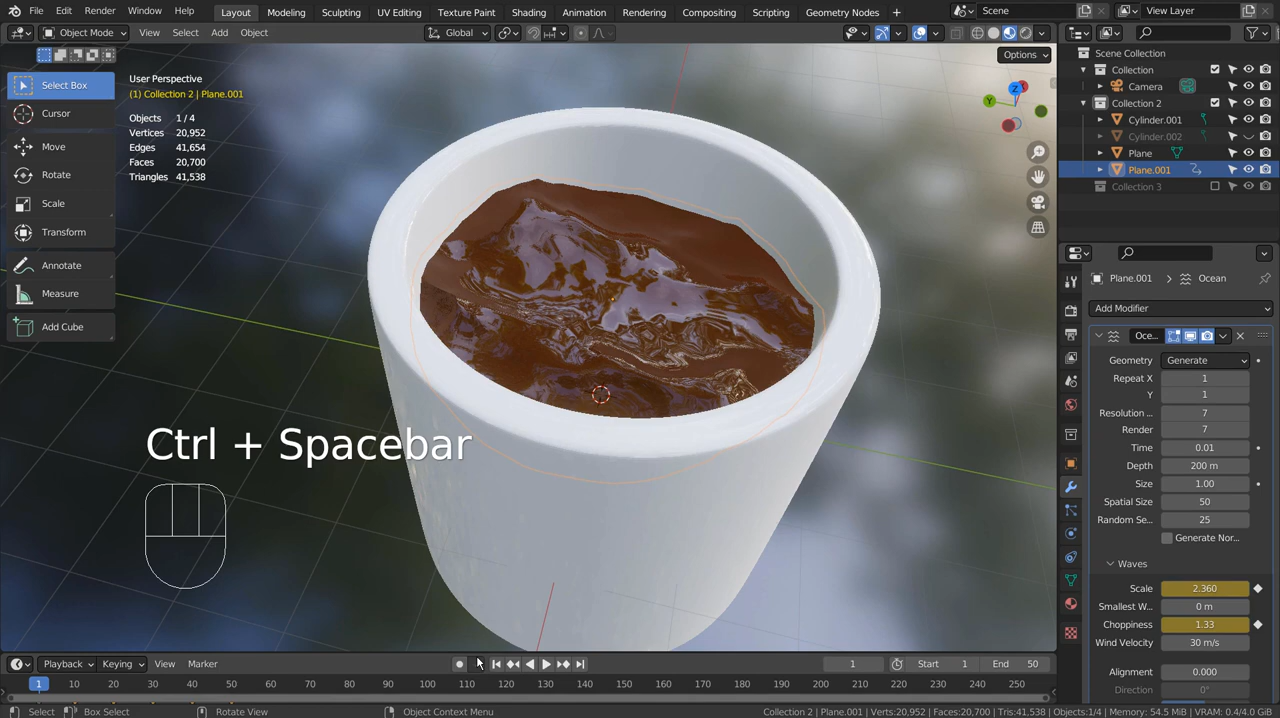 File Edit Render Window Help Layout Modeling Sculpting UV Editing Texture Paint Shading Animation Rendering Compositing Scripting Geometry Nodes + Scene View Layer
Object Mode View Select Add Object Global
Options
Select Box
Cursor
Move
Rotate
Scale
Transform
Annotate
Measure
Add Cube
User Perspective
(1) Collection 2 | Plane.001
Objects 1/4
Vertices 20,952
Edges 41,654
Faces 20,700
Triangles 41,538
Z
Y
Ctrl + Spacebar
Scene Collection
Collection
Camera
Collection 2
Cylinder.001
Cylinder.002
Plane
Plane.001
Collection 3
Plane.001 > Ocean
Add Modifier
Oce...
Geometry Generate
Repeat X 1
Y 1
Resolution ... 7
Render 7
Time 0.01
Depth 200 m
Size 1.00
Spatial Size 50
Random Se... 25
Generate Nor...
Waves
Scale 2.360
Smallest W... 0 m
Choppiness 1.33
Wind Velocity 30 m/s
Alignment 0.000
Direction 0°
Playback Keying View Marker 1 Start 1 End 50
1 10 20 30 40 50 60 70 80 90 100 110 120 130 140 150 160 170 180 190 200 210 220 230 240 250
Select Box Select Rotate View Object Context Menu Collection 2 | Plane.001 | Verts:20,952 | Faces:20,700 | Tris:41,538 | Objects:1/4 | Memory: 54.5 MiB | VRAM: 0.4/4.0 GiB